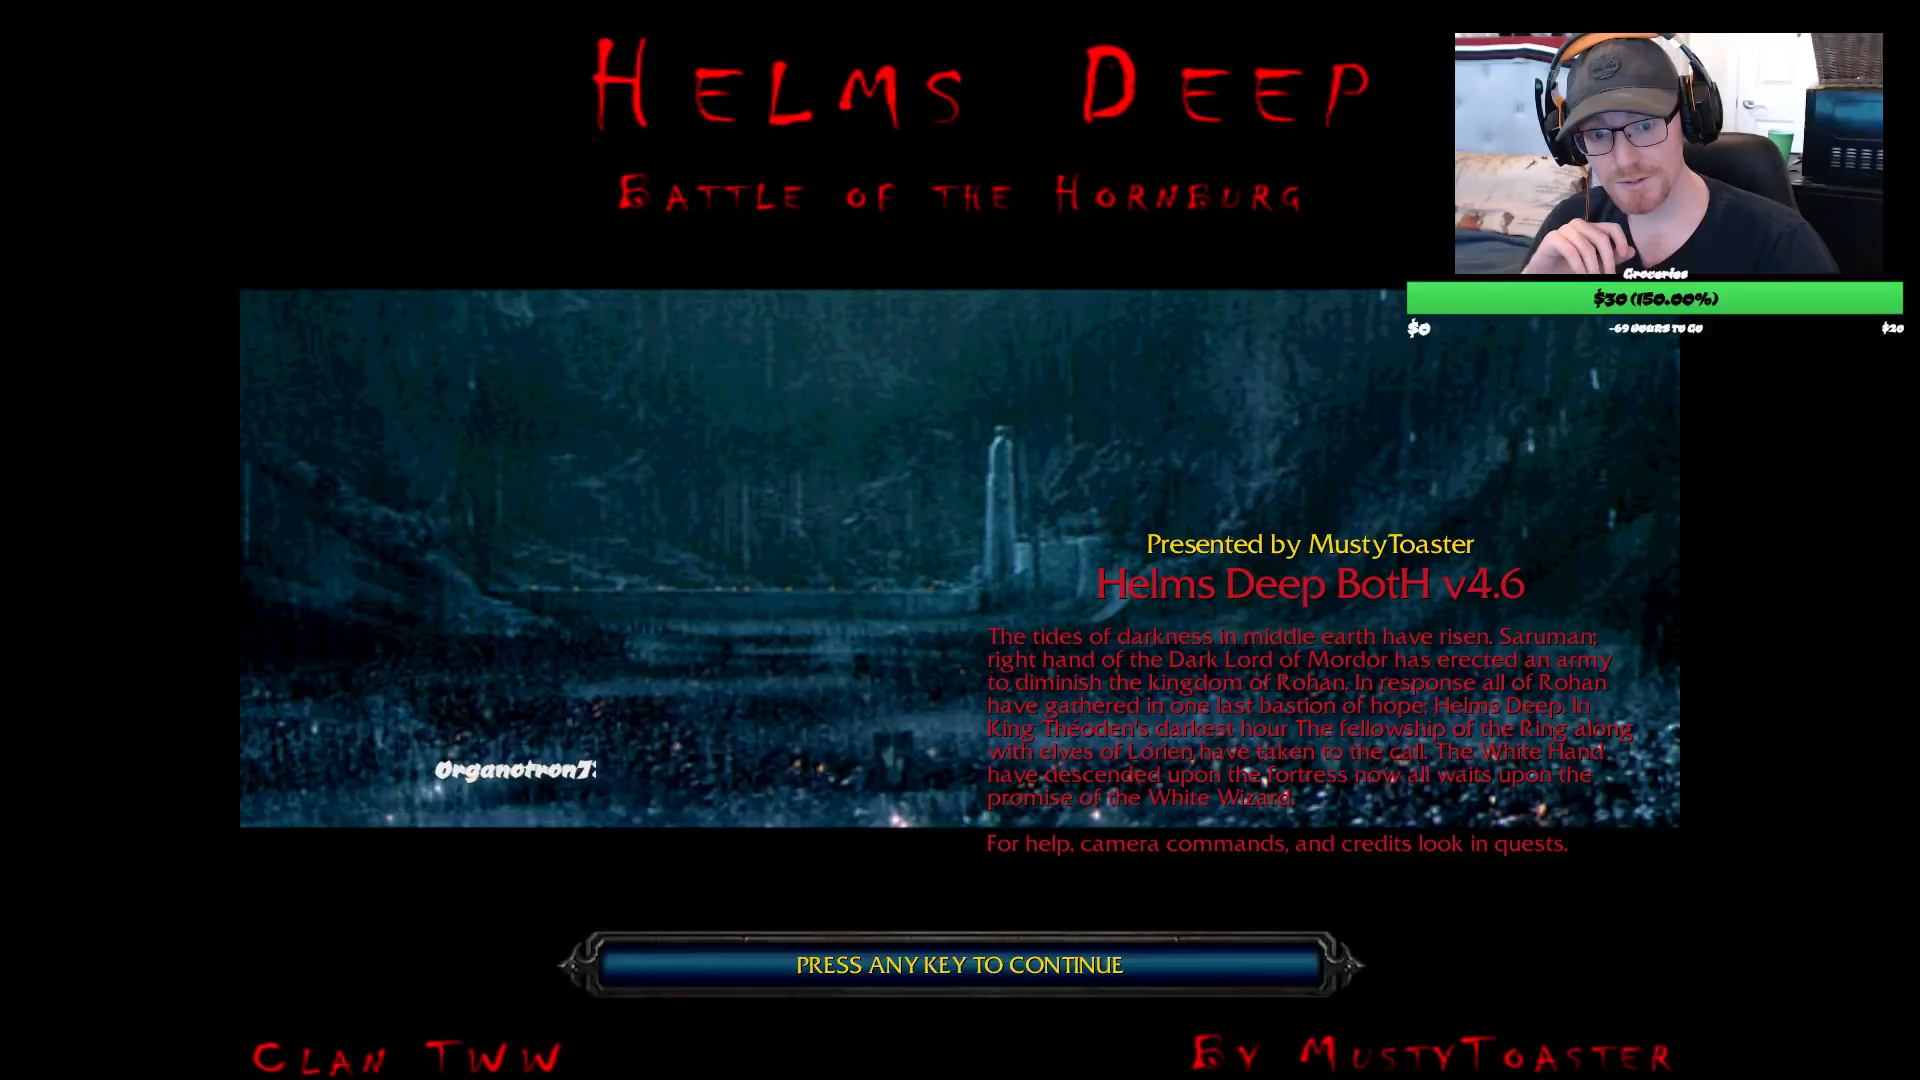 HELMS DEEP
BATTLE OF THE HORNBURG
Groceries
$30 (150.00%)
$0
-69 HOURS TO GO
$20
Presented by MustyToaster
Helms Deep BotH v4.6
The tides of darkness in middle earth have risen. Saruman;
right hand of the Dark Lord of Mordor has erected an army
to diminish the kingdom of Rohan. In response all of Rohan
have gathered in one last bastion of hope; Helms Deep. In
King Théoden's darkest hour The fellowship of the Ring along
with elves of Lórien have taken to the call. The White Hand
have descended upon the fortress now all waits upon the
promise of the White Wizard.
Organotron7
For help, camera commands, and credits look in quests.
PRESS ANY KEY TO CONTINUE
CLAN TWW
BY MUSTYTOASTER